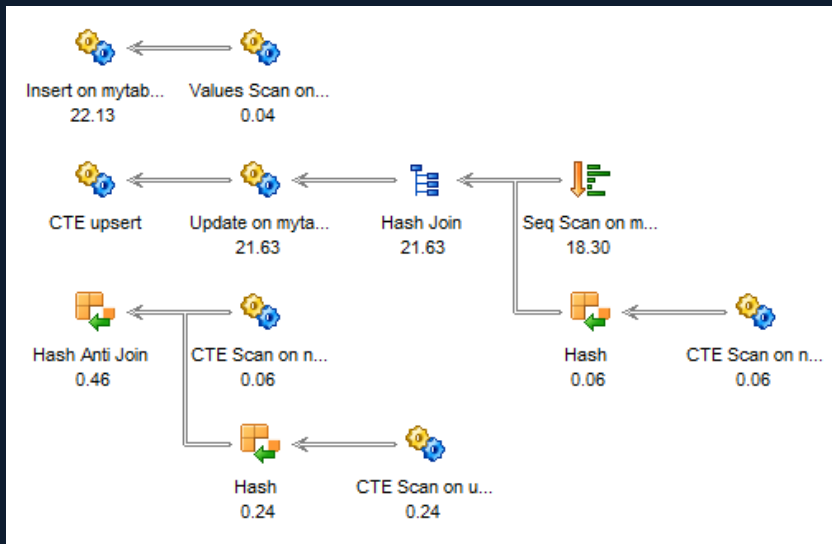 Insert on mytab...
22.13
Values Scan on...
0.04
CTE upsert
Update on myta...
21.63
Hash Join
21.63
Seq Scan on m...
18.30
Hash Anti Join
0.46
CTE Scan on n...
0.06
Hash
0.06
CTE Scan on n...
0.06
Hash
0.24
CTE Scan on u...
0.24